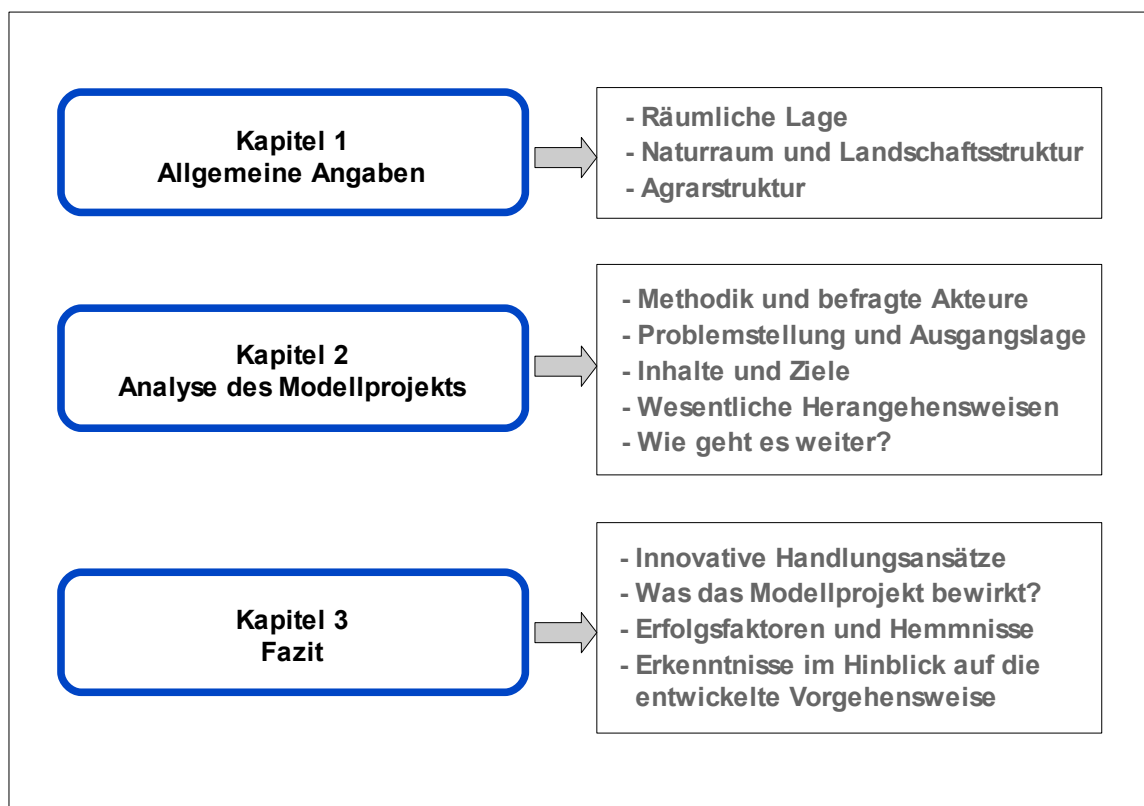 Kapitel 1
Allgemeine Angaben
- Räumliche Lage
- Naturraum und Landschaftsstruktur
- Agrarstruktur
Kapitel 2
Analyse des Modellprojekts
- Methodik und befragte Akteure
- Problemstellung und Ausgangslage
- Inhalte und Ziele
- Wesentliche Herangehensweisen
- Wie geht es weiter?
Kapitel 3
Fazit
- Innovative Handlungsansätze
- Was das Modellprojekt bewirkt?
- Erfolgsfaktoren und Hemmnisse
- Erkenntnisse im Hinblick auf die
entwickelte Vorgehensweise